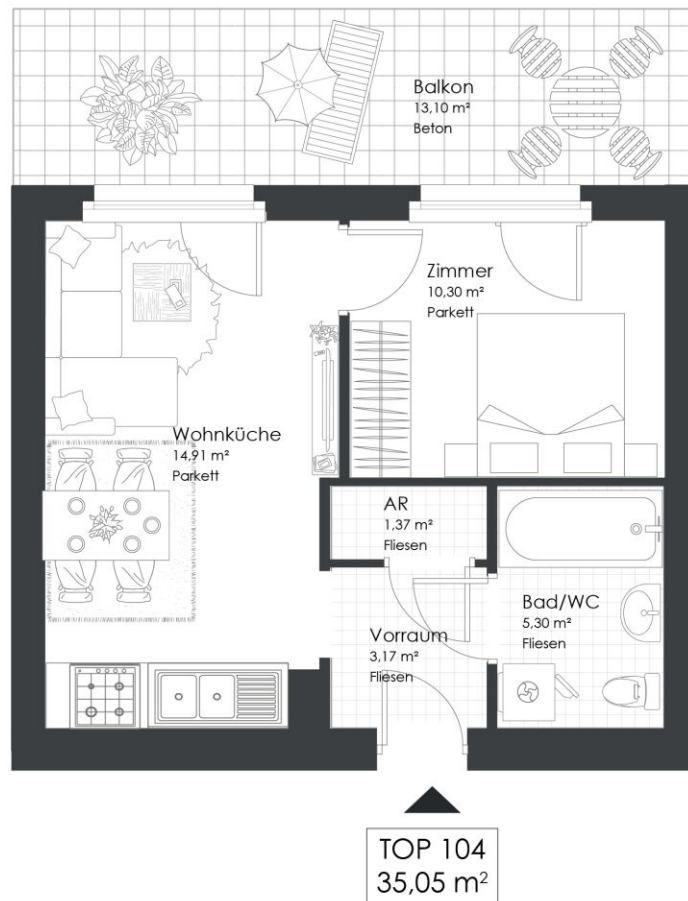 Balkon
13,10 m²
Beton
Zimmer
10,30 m²
Parkett
Wohnküche
14,91 m²
Parkett
AR
1,37 m²
Fliesen
Bad/WC
5,30 m²
Fliesen
Vorraum
3,17 m²
Fliesen
TOP 104
35,05 m²